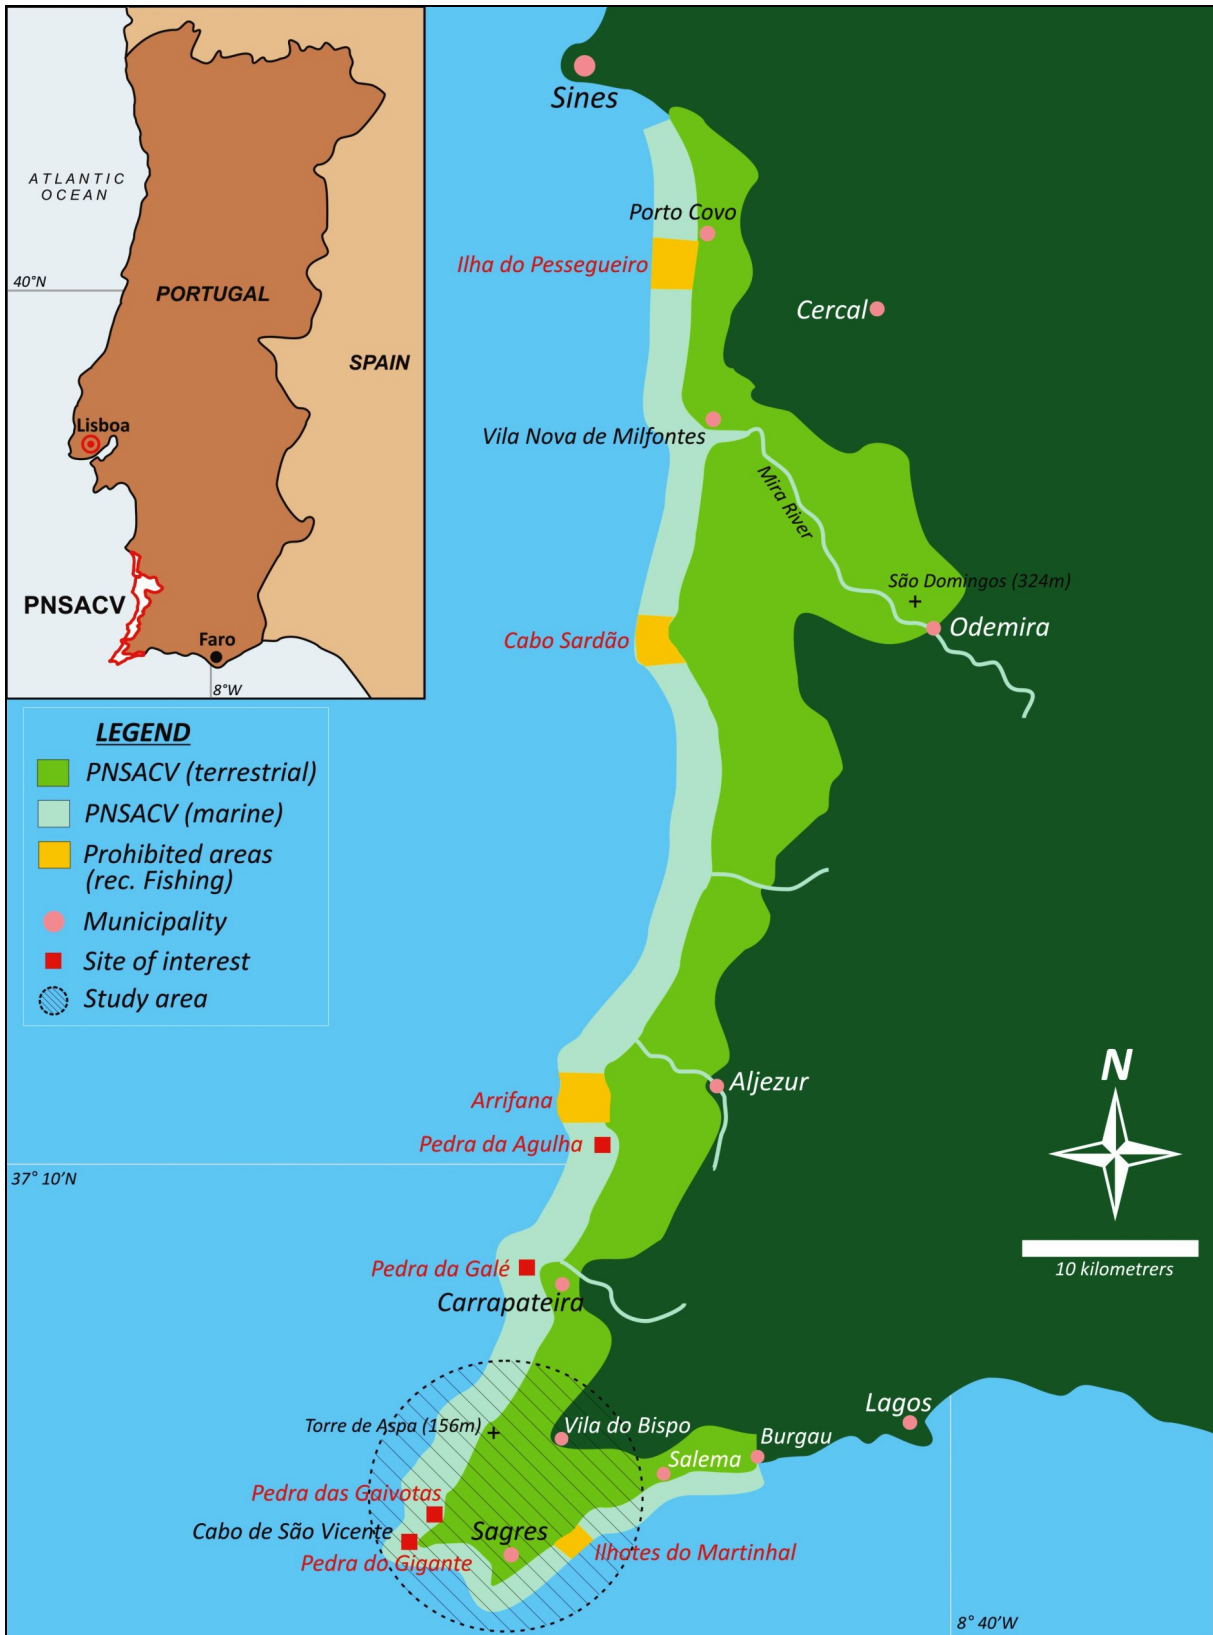 ATLANTIC
OCEAN
40°N
PORTUGAL
SPAIN
Lisboa
PNSACV
Faro
8°W
LEGEND
PNSACV (terrestrial)
PNSACV (marine)
Prohibited areas
(rec. Fishing)
Municipality
Site of interest
Study area
Sines
Porto Covo
Ilha do Pessegueiro
Cercal
Vila Nova de Milfontes
Mira River
São Domingos (324m)
Cabo Sardão
Odemira
Aljezur
Arrifana
Pedra da Agulha
37° 10’N
N
10 kilometrers
Pedra da Galé
Carrapateira
Lagos
Torre de Aspa (156m)
Vila do Bispo
Burgau
Salema
Pedra das Gaivotas
Cabo de São Vicente
Sagres
Pedra do Gigante
Ilhotes do Martinhal
8° 40’W